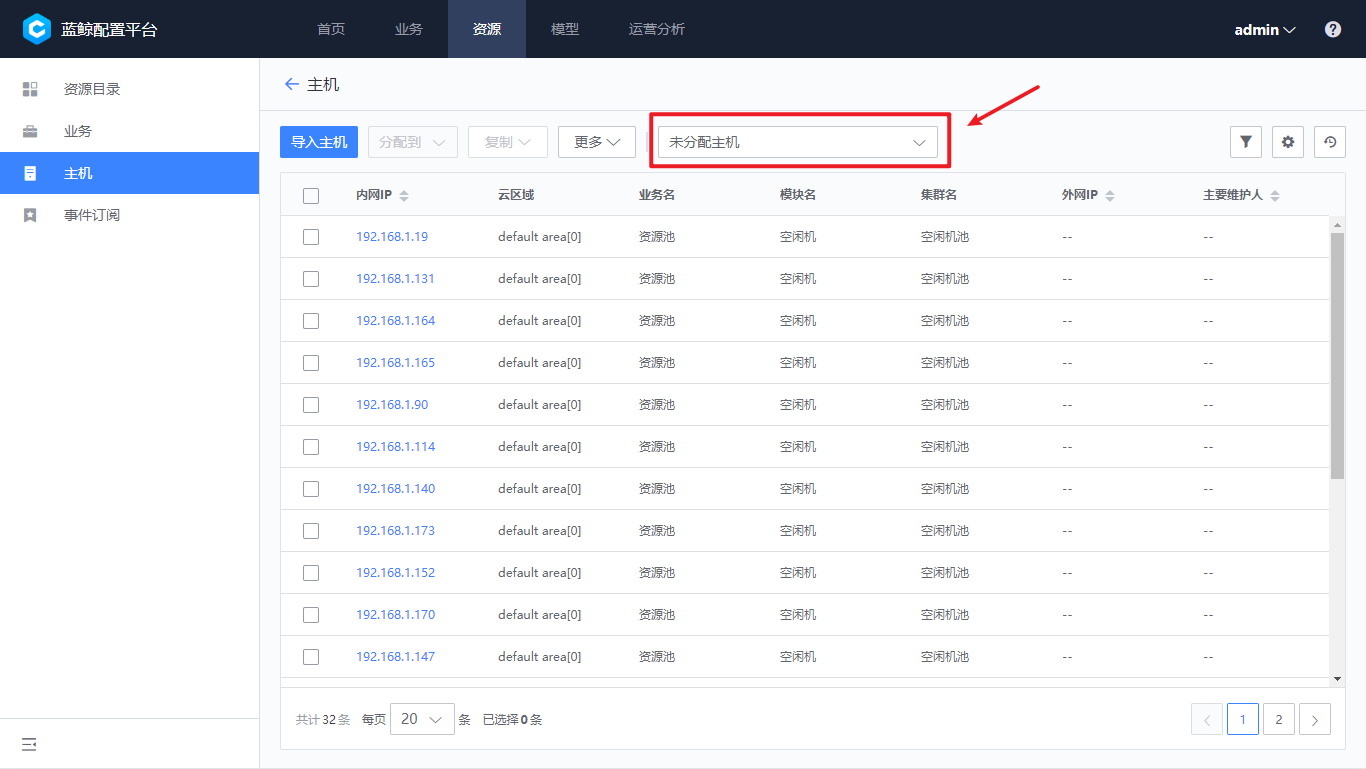 蓝鲸配置平台 首页 业务 资源 模型 运营分析 admin
资源目录
业务
主机
事件订阅
主机
导入主机 分配到 复制 更多 未分配主机
内网IP 云区域 业务名 模块名 集群名 外网IP 主要维护人
192.168.1.19 default area[0] 资源池 空闲机 空闲机池 -- --
192.168.1.131 default area[0] 资源池 空闲机 空闲机池 -- --
192.168.1.164 default area[0] 资源池 空闲机 空闲机池 -- --
192.168.1.165 default area[0] 资源池 空闲机 空闲机池 -- --
192.168.1.90 default area[0] 资源池 空闲机 空闲机池 -- --
192.168.1.114 default area[0] 资源池 空闲机 空闲机池 -- --
192.168.1.140 default area[0] 资源池 空闲机 空闲机池 -- --
192.168.1.173 default area[0] 资源池 空闲机 空闲机池 -- --
192.168.1.152 default area[0] 资源池 空闲机 空闲机池 -- --
192.168.1.170 default area[0] 资源池 空闲机 空闲机池 -- --
192.168.1.147 default area[0] 资源池 空闲机 空闲机池 -- --
共计32条 每页 20 条 已选择0条 1 2